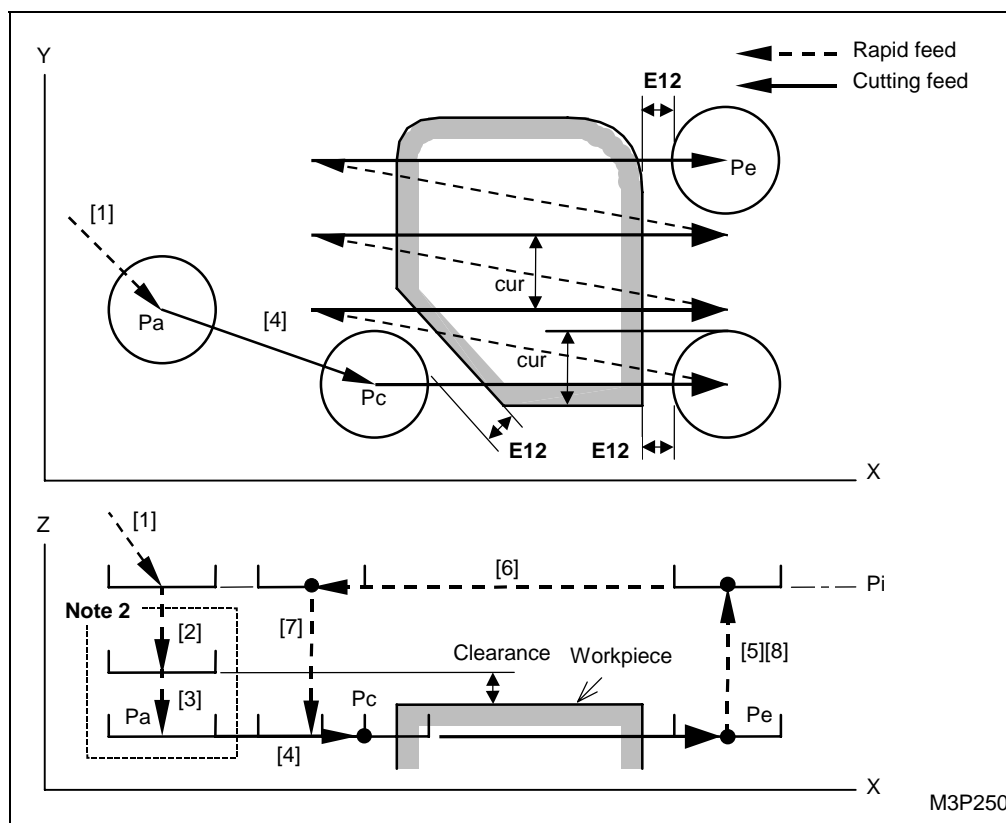 Y
Rapid feed
Cutting feed
E12
Pe
[1]
Pa
[4]
cur
cur
Pc
E12
E12
X
Z
[1]
[6]
Pi
Note 2
[2]
[7]
Clearance
Workpiece
[5][8]
[3]
Pa
Pc
Pe
[4]
X
M3P250